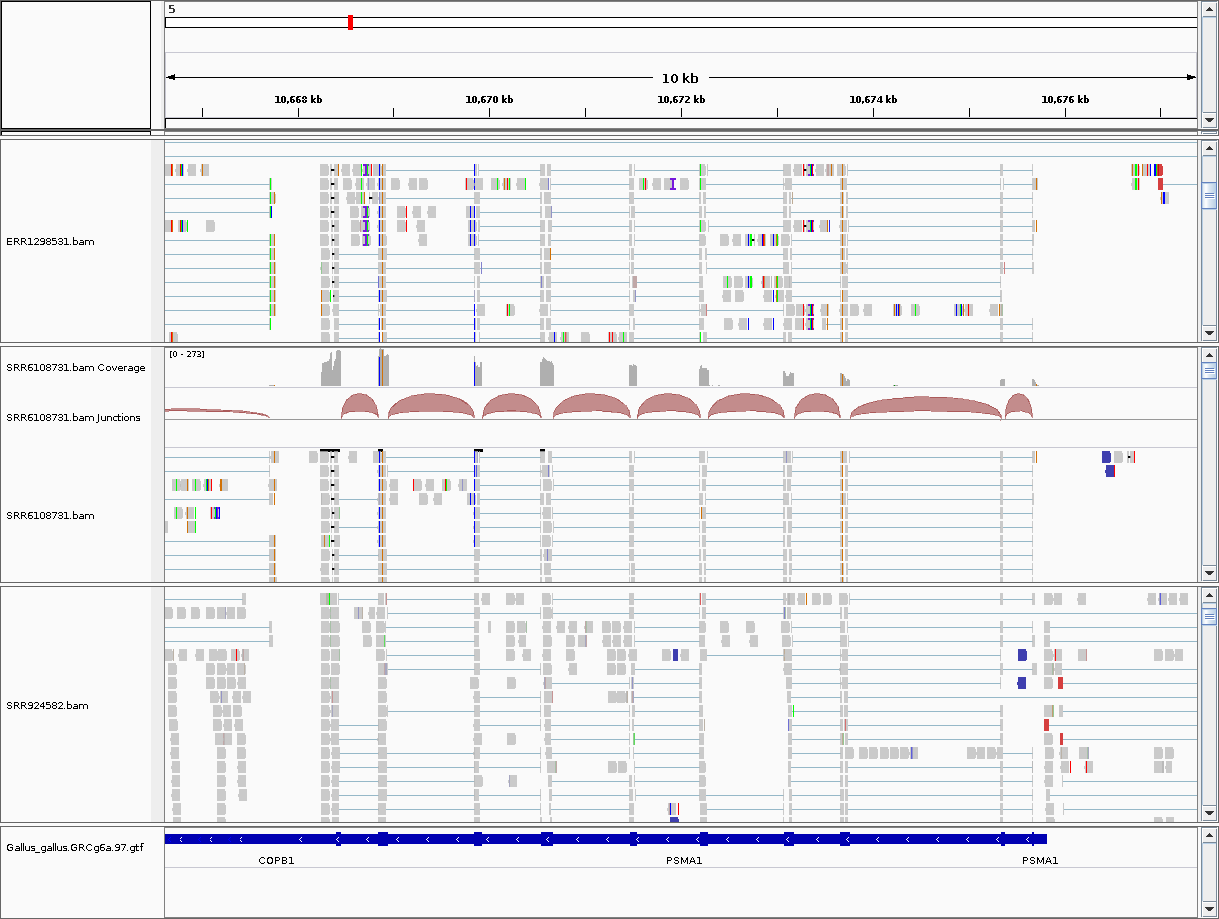 5
10 kb
10,668 kb 10,670 kb 10,672 kb 10,674 kb 10,676 kb
ERR1298531.bam
[0 - 273]
SRR6108731.bam Coverage
SRR6108731.bam Junctions
SRR6108731.bam
SRR924582.bam
Gallus_gallus.GRCg6a.97.gtf
COPB1 PSMA1 PSMA1